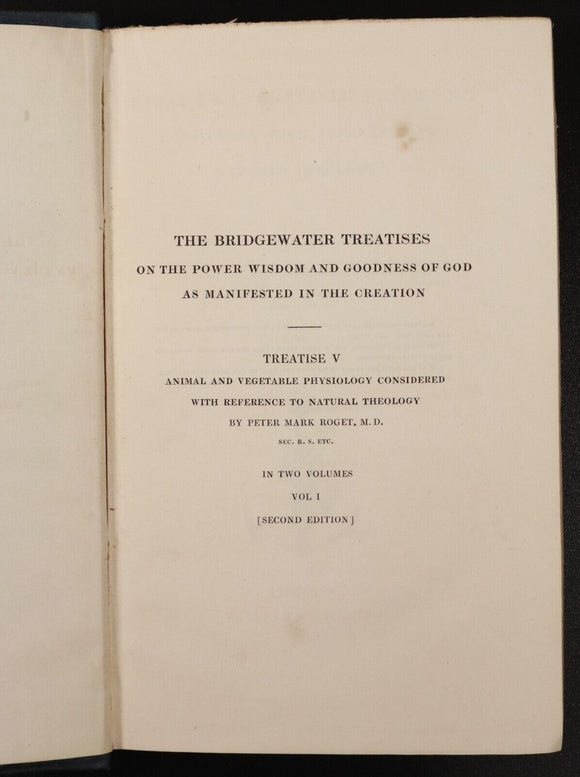 THE BRIDGEWATER TREATISES
ON THE POWER WISDOM AND GOODNESS OF GOD
AS MANIFESTED IN THE CREATION
TREATISE V
ANIMAL AND VEGETABLE PHYSIOLOGY CONSIDERED
WITH REFERENCE TO NATURAL THEOLOGY
BY PETER MARK ROGET, M.D.
SEC. R. S. ETC.
IN TWO VOLUMES
VOL I
[SECOND EDITION]